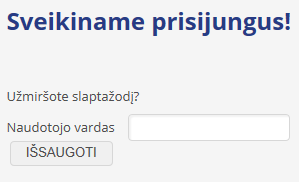 Sveikiname prisijungus!
Užmiršote slaptažodį?
Naudotojo vardas
IŠSAUGOTI